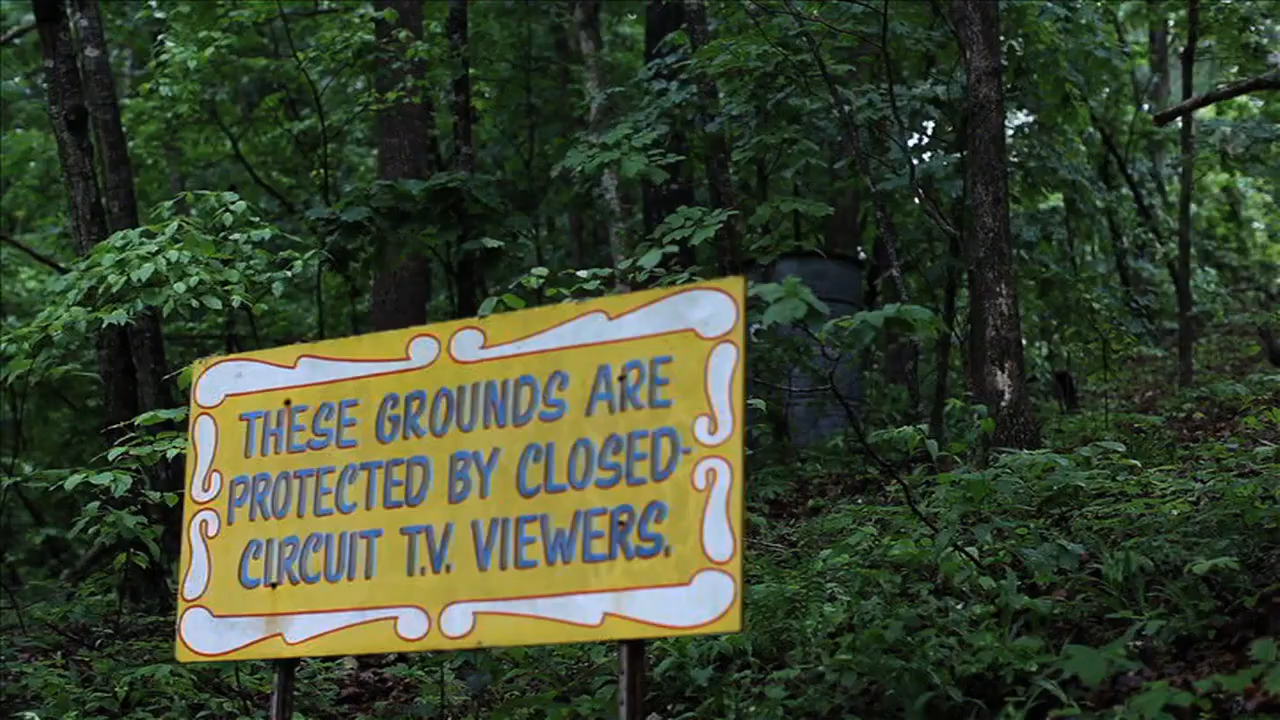 THESE GROUNDS ARE
PROTECTED BY CLOSED-
CIRCUIT T.V. VIEWERS.